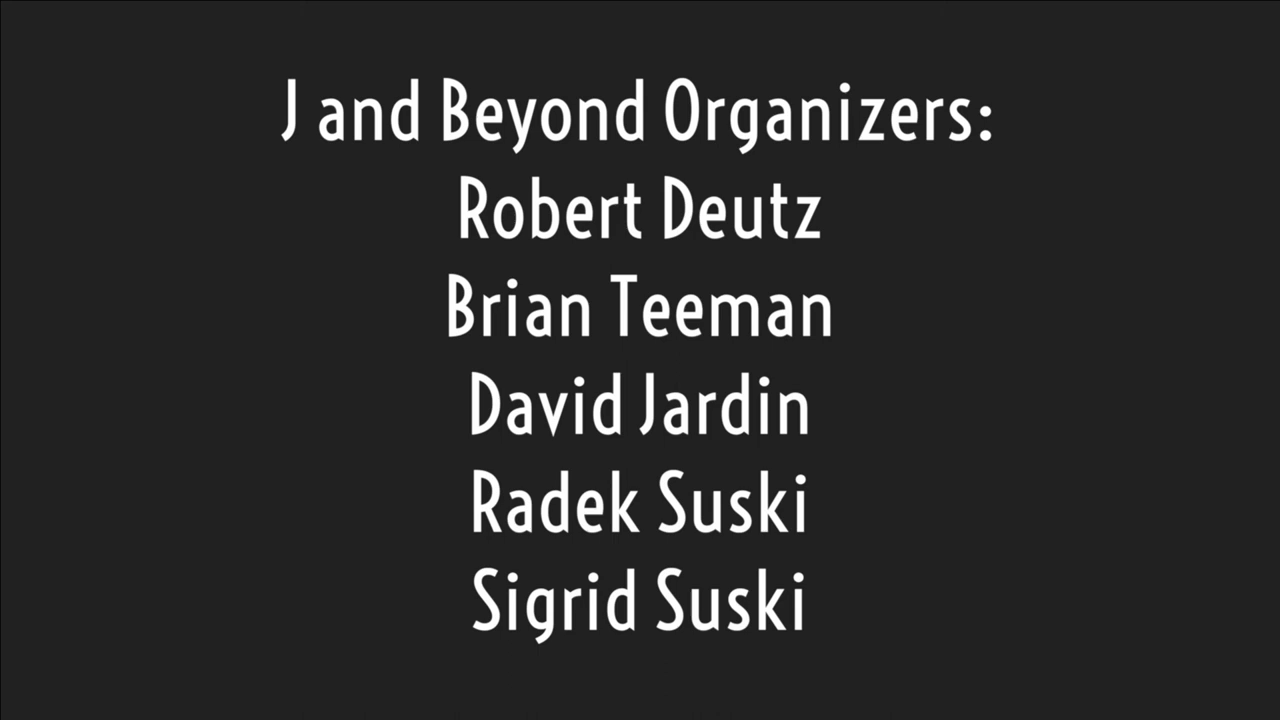 J and Beyond Organizers:
Robert Deutz
Brian Teeman
David Jardin
Radek Suski
Sigrid Suski